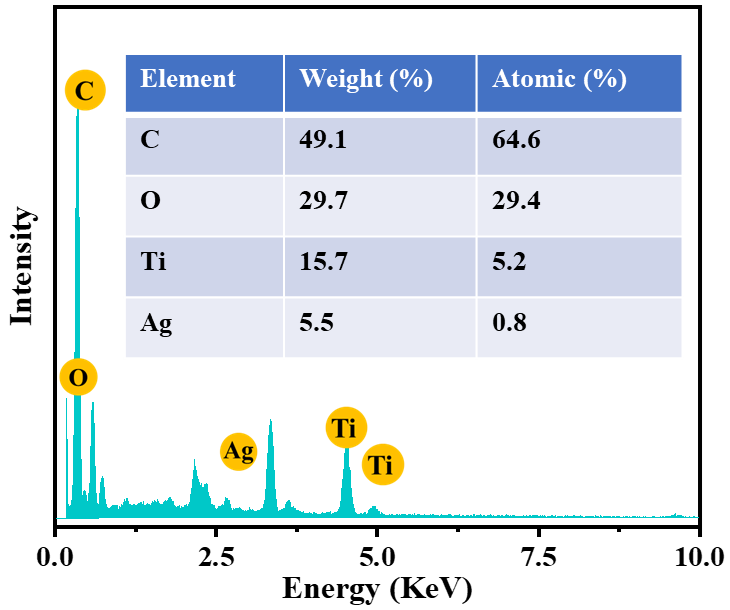 C
Element Weight (%) Atomic (%)
C 49.1 64.6
O 29.7 29.4
Ti 15.7 5.2
Ag 5.5 0.8
O
Ag
Ti
Ti
Intensity
0.0 2.5 5.0 7.5 10.0
Energy (KeV)